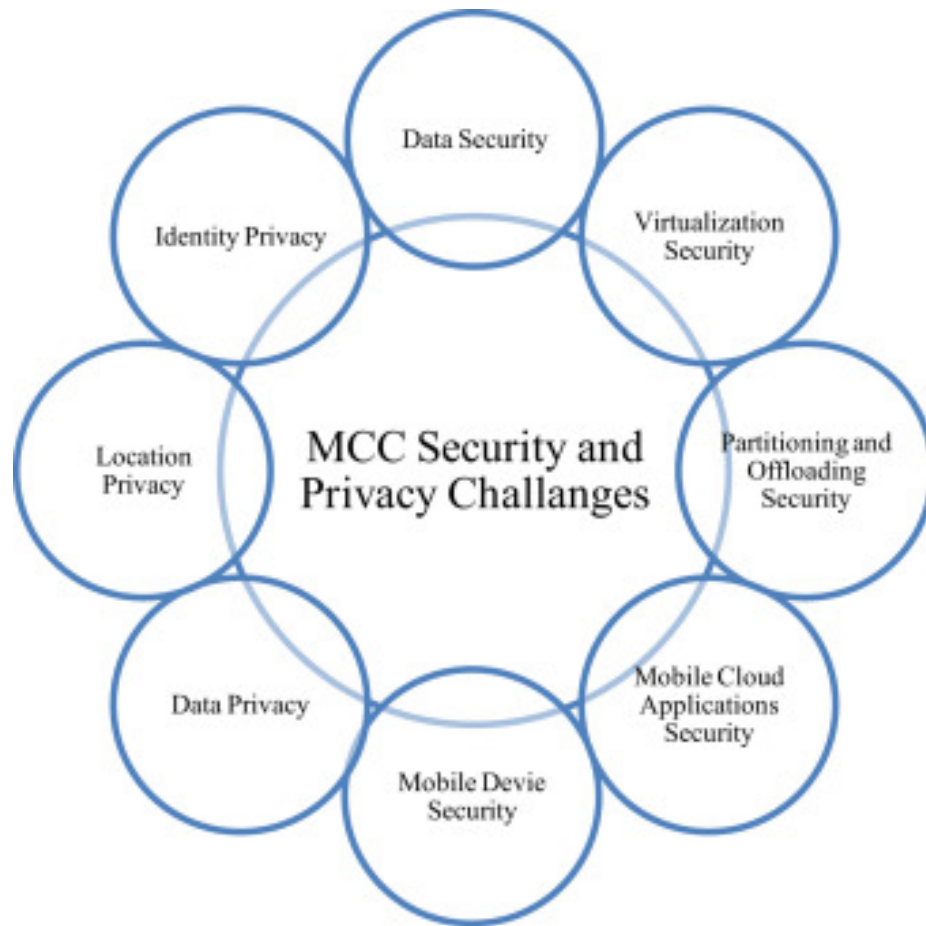 Data Security
Virtualization
Security
Partitioning and
Offloading
Security
Mobile Cloud
Applications
Security
Mobile Devie
Security
Data Privacy
Location
Privacy
Identity Privacy
MCC Security and
Privacy Challanges